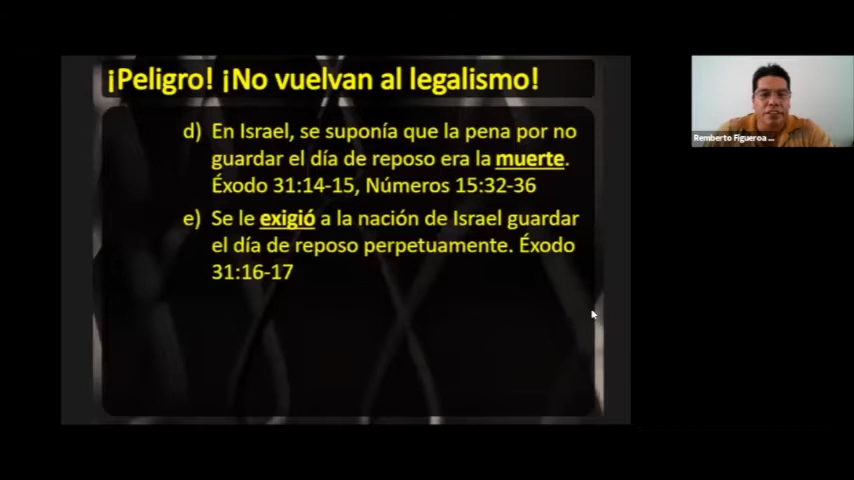 ¡Peligro! ¡No vuelvan al legalismo!
d) En Israel, se suponía que la pena por no
guardar el día de reposo era la muerte.
Éxodo 31:14-15, Números 15:32-36
e) Se le exigió a la nación de Israel guardar
el día de reposo perpetuamente. Éxodo
31:16-17
Remberto Figueroa ...